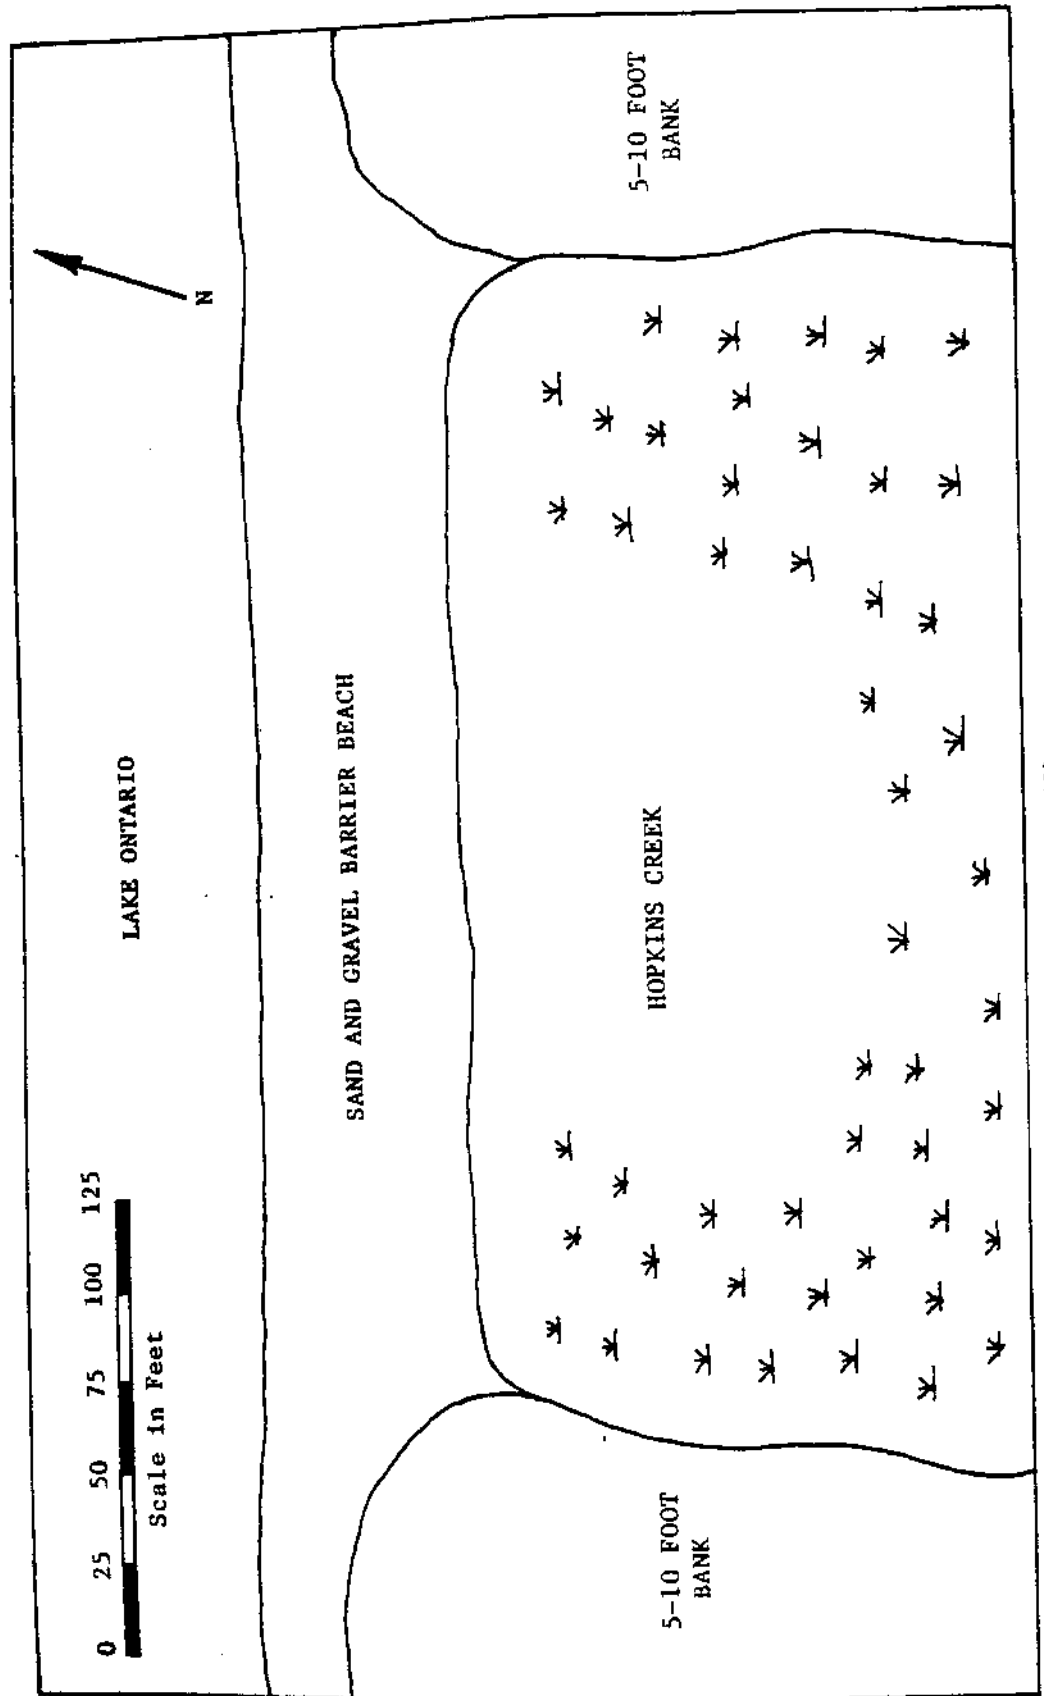 LAKE ONTARIO
0 25 50 75 100 125
Scale in Feet
N
SAND AND GRAVEL BARRIER BEACH
HOPKINS CREEK
5-10 FOOT
BANK
5-10 FOOT
BANK